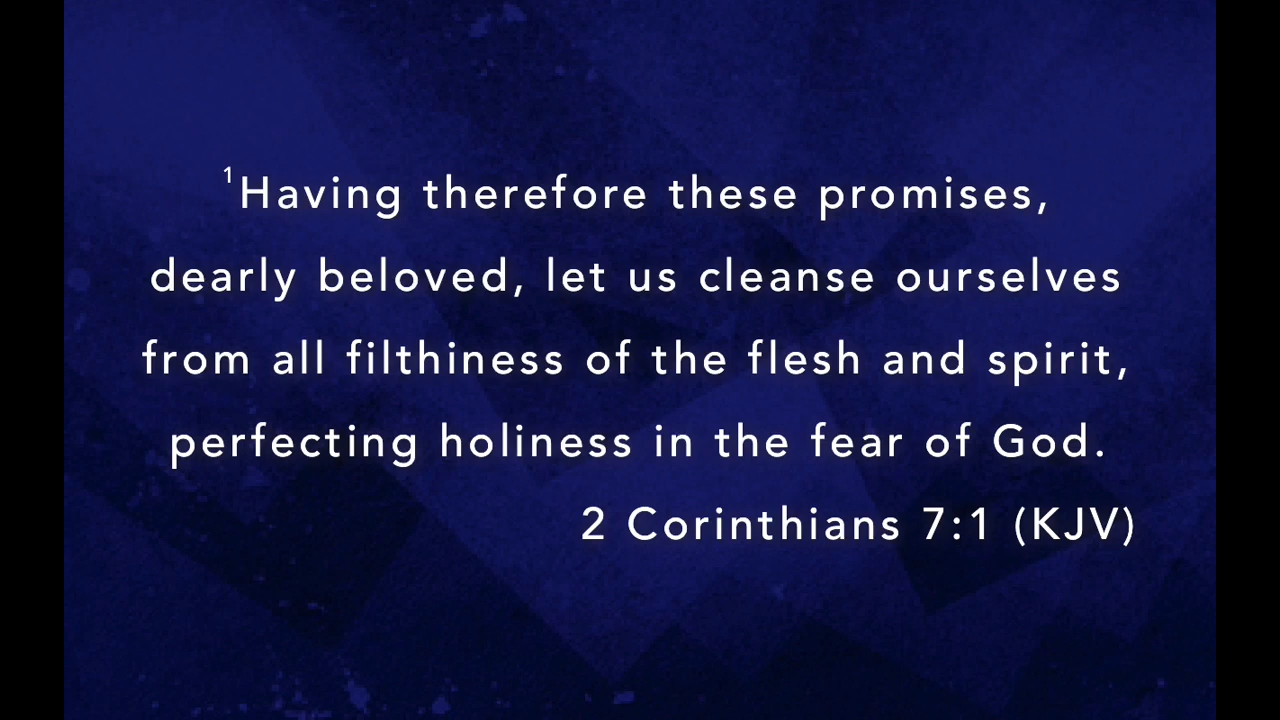 ¹Having therefore these promises,
dearly beloved, let us cleanse ourselves
from all filthiness of the flesh and spirit,
perfecting holiness in the fear of God.
2 Corinthians 7:1 (KJV)